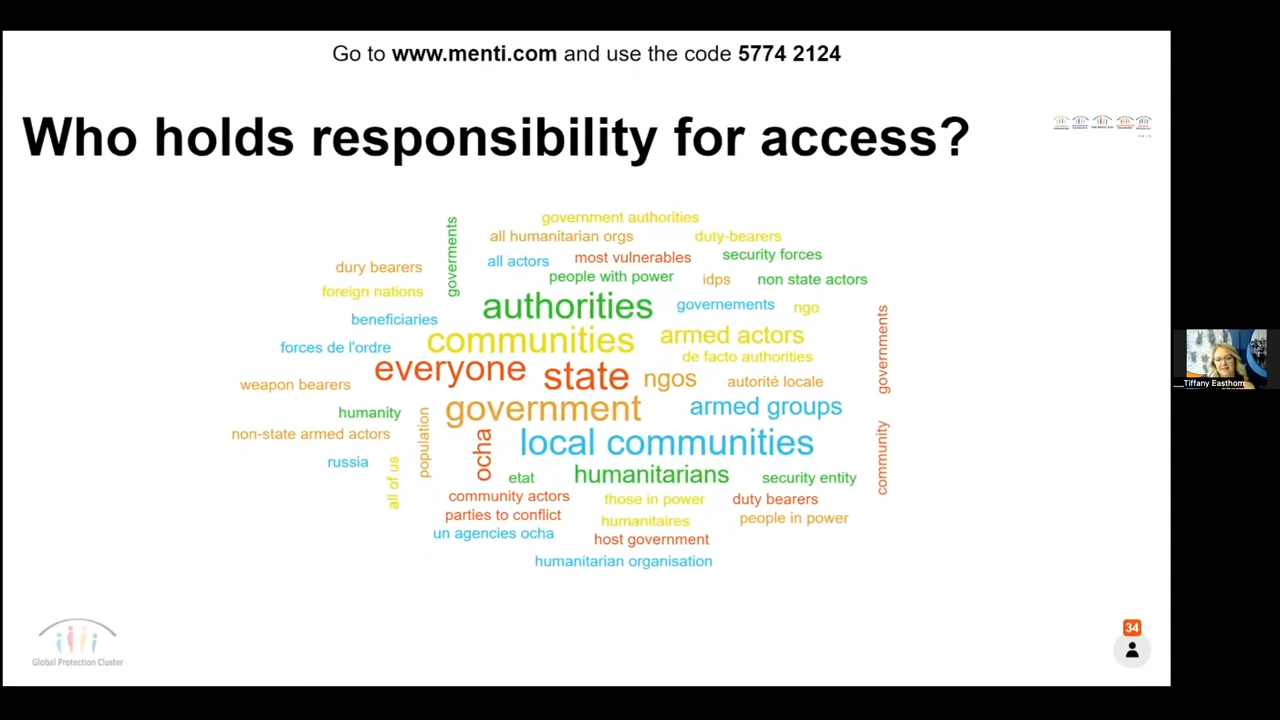 Go to www.menti.com and use the code 5774 2124
Who holds responsibility for access?
government authorities
all humanitarian orgs
duty-bearers
goverments
all actors
most vulnerables
security forces
dury bearers
people with power
idps
non state actors
foreign nations
authorities
governements
ngo
beneficiaries
communities
armed actors
governments
forces de l'ordre
de facto authorities
everyone
state
ngos
autorité locale
weapon bearers
government
armed groups
humanity
population
non-state armed actors
ocha
local communities
community
russia
all of us
etat
humanitarians
security entity
community actors
those in power
duty bearers
parties to conflict
humanitaires
people in power
un agencies ocha
host government
humanitarian organisation
Global Protection Cluster
34
Tiffany Easthom